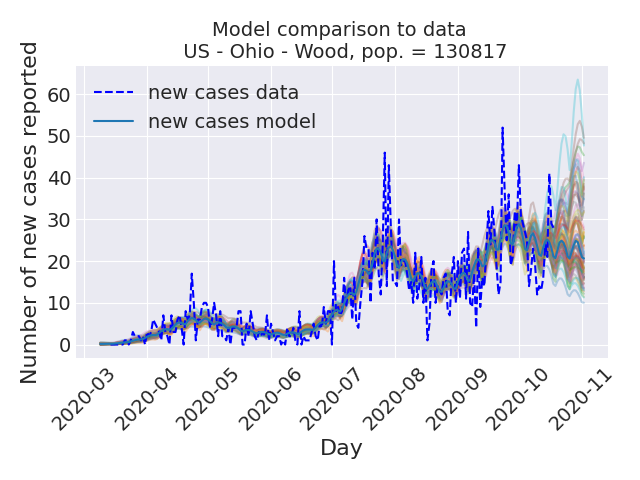 Model comparison to data
US - Ohio - Wood, pop. = 130817
Number of new cases reported
60
50
40
30
20
10
0
new cases data
new cases model
2020-03
2020-04
2020-05
2020-06
2020-07
2020-08
2020-09
2020-10
2020-11
Day